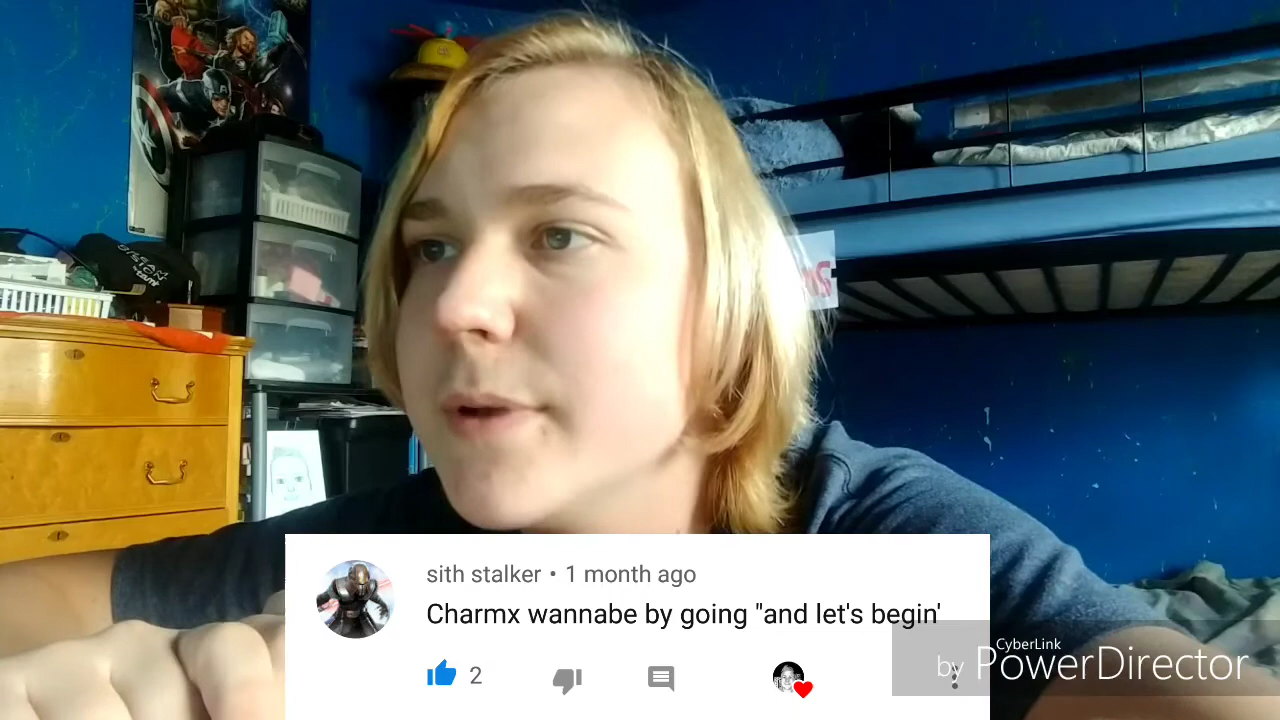 sith stalker • 1 month ago
Charmx wannabe by going "and let's begin'
2
CyberLink
by PowerDirector